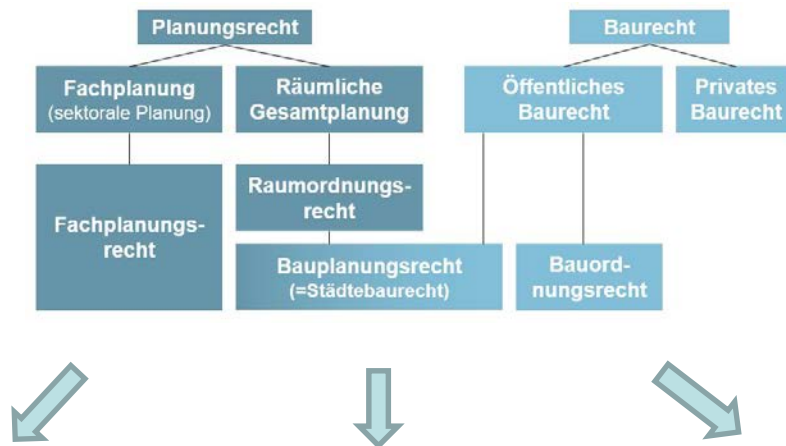 Planungsrecht
Baurecht
Fachplanung
(sektorale Planung)
Räumliche
Gesamtplanung
Öffentliches
Baurecht
Privates
Baurecht
Fachplanungs-
recht
Raumordnungs-
recht
Bauplanungsrecht
(=Städtebaurecht)
Bauord-
nungsrecht